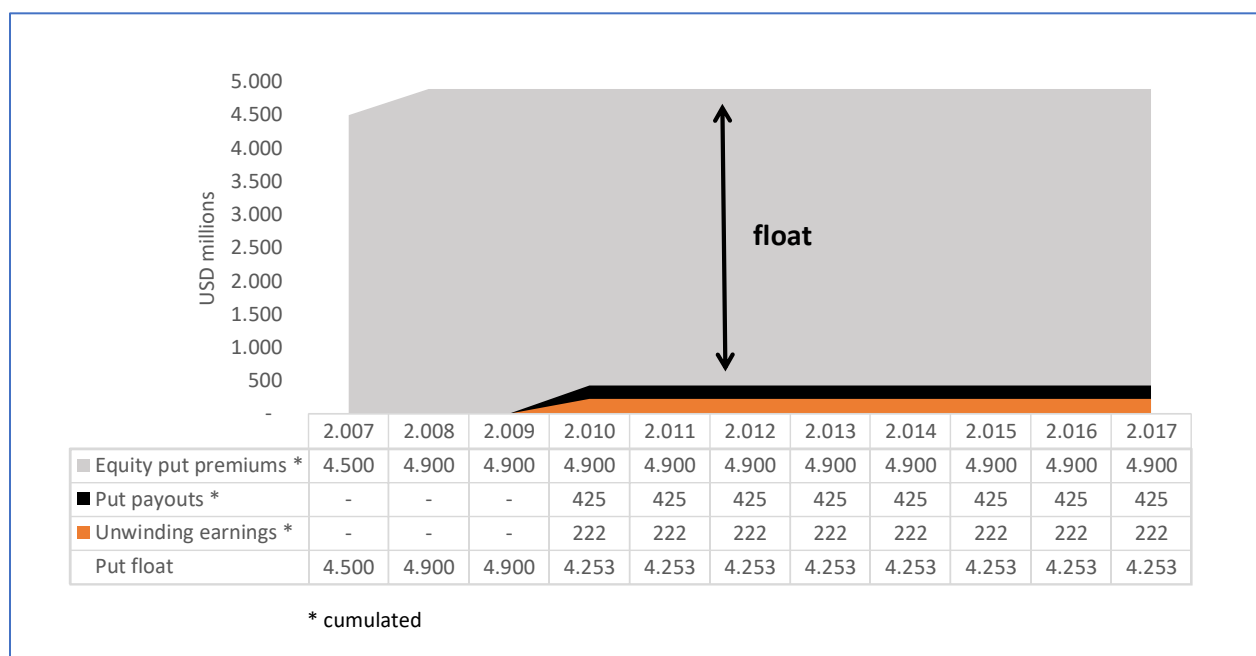 5.000
4.500
4.000
3.500
3.000
2.500
2.000
1.500
1.000
500
-
USD millions
float
2.007 2.008 2.009 2.010 2.011 2.012 2.013 2.014 2.015 2.016 2.017
Equity put premiums * 4.500 4.900 4.900 4.900 4.900 4.900 4.900 4.900 4.900 4.900 4.900
Put payouts * - - - 425 425 425 425 425 425 425 425
Unwinding earnings * - - - 222 222 222 222 222 222 222 222
Put float 4.500 4.900 4.900 4.253 4.253 4.253 4.253 4.253 4.253 4.253 4.253
* cumulated